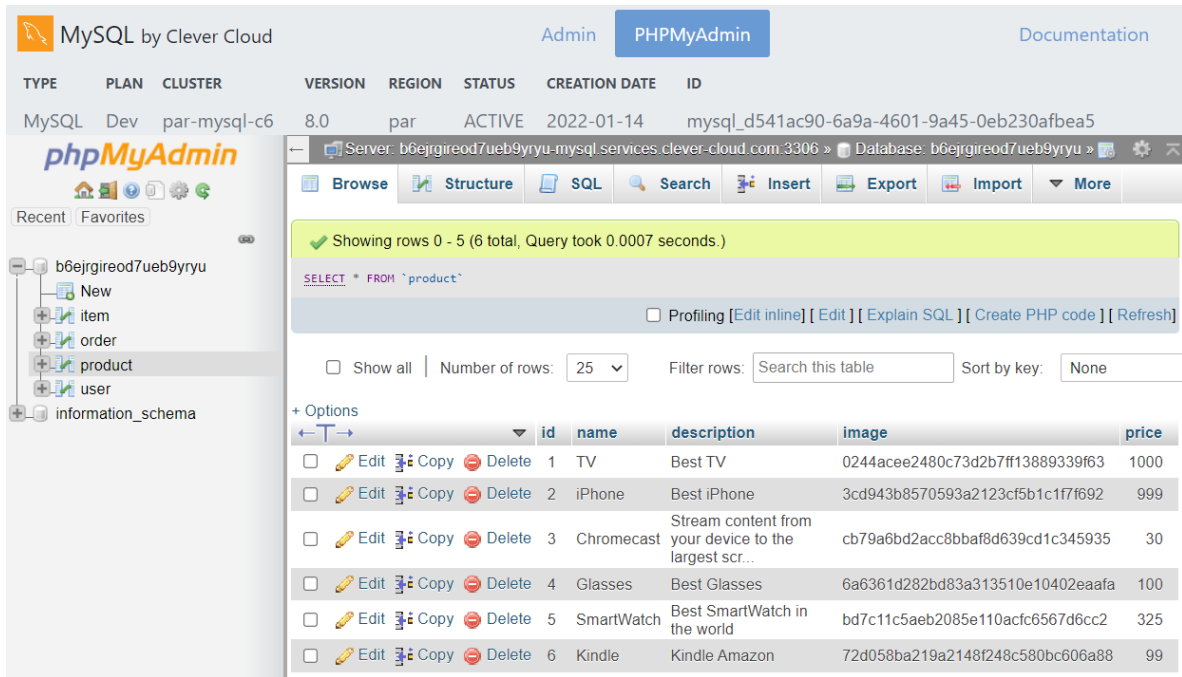 MySQL by Clever Cloud Admin PHPMyAdmin Documentation
TYPE PLAN CLUSTER VERSION REGION STATUS CREATION DATE ID
MySQL Dev par-mysql-c6 8.0 par ACTIVE 2022-01-14 mysql_d541ac90-6a9a-4601-9a45-0eb230afbea5
phpMyAdmin
Recent Favorites
b6ejrgireod7ueb9yryu
New
item
order
product
user
information_schema
Server: b6ejrgireod7ueb9yryu-mysql.services.clever-cloud.com:3306 » Database: b6ejrgireod7ueb9yryu »
Browse Structure SQL Search Insert Export Import More
Showing rows 0 - 5 (6 total, Query took 0.0007 seconds.)
SELECT * FROM `product`
Profiling [Edit inline] [ Edit ] [ Explain SQL ] [ Create PHP code ] [ Refresh]
Show all Number of rows: 25 Filter rows: Search this table Sort by key: None
+ Options
←T→ id name description image price
Edit Copy Delete 1 TV Best TV 0244acee2480c73d2b7ff13889339f63 1000
Edit Copy Delete 2 iPhone Best iPhone 3cd943b8570593a2123cf5b1c1f7f692 999
Edit Copy Delete 3 Chromecast Stream content from
your device to the
largest scr... cb79a6bd2acc8bbaf8d639cd1c345935 30
Edit Copy Delete 4 Glasses Best Glasses 6a6361d282bd83a313510e10402eaafa 100
Edit Copy Delete 5 SmartWatch Best SmartWatch in
the world bd7c11c5aeb2085e110acfc6567d6cc2 325
Edit Copy Delete 6 Kindle Kindle Amazon 72d058ba219a2148f248c580bc606a88 99